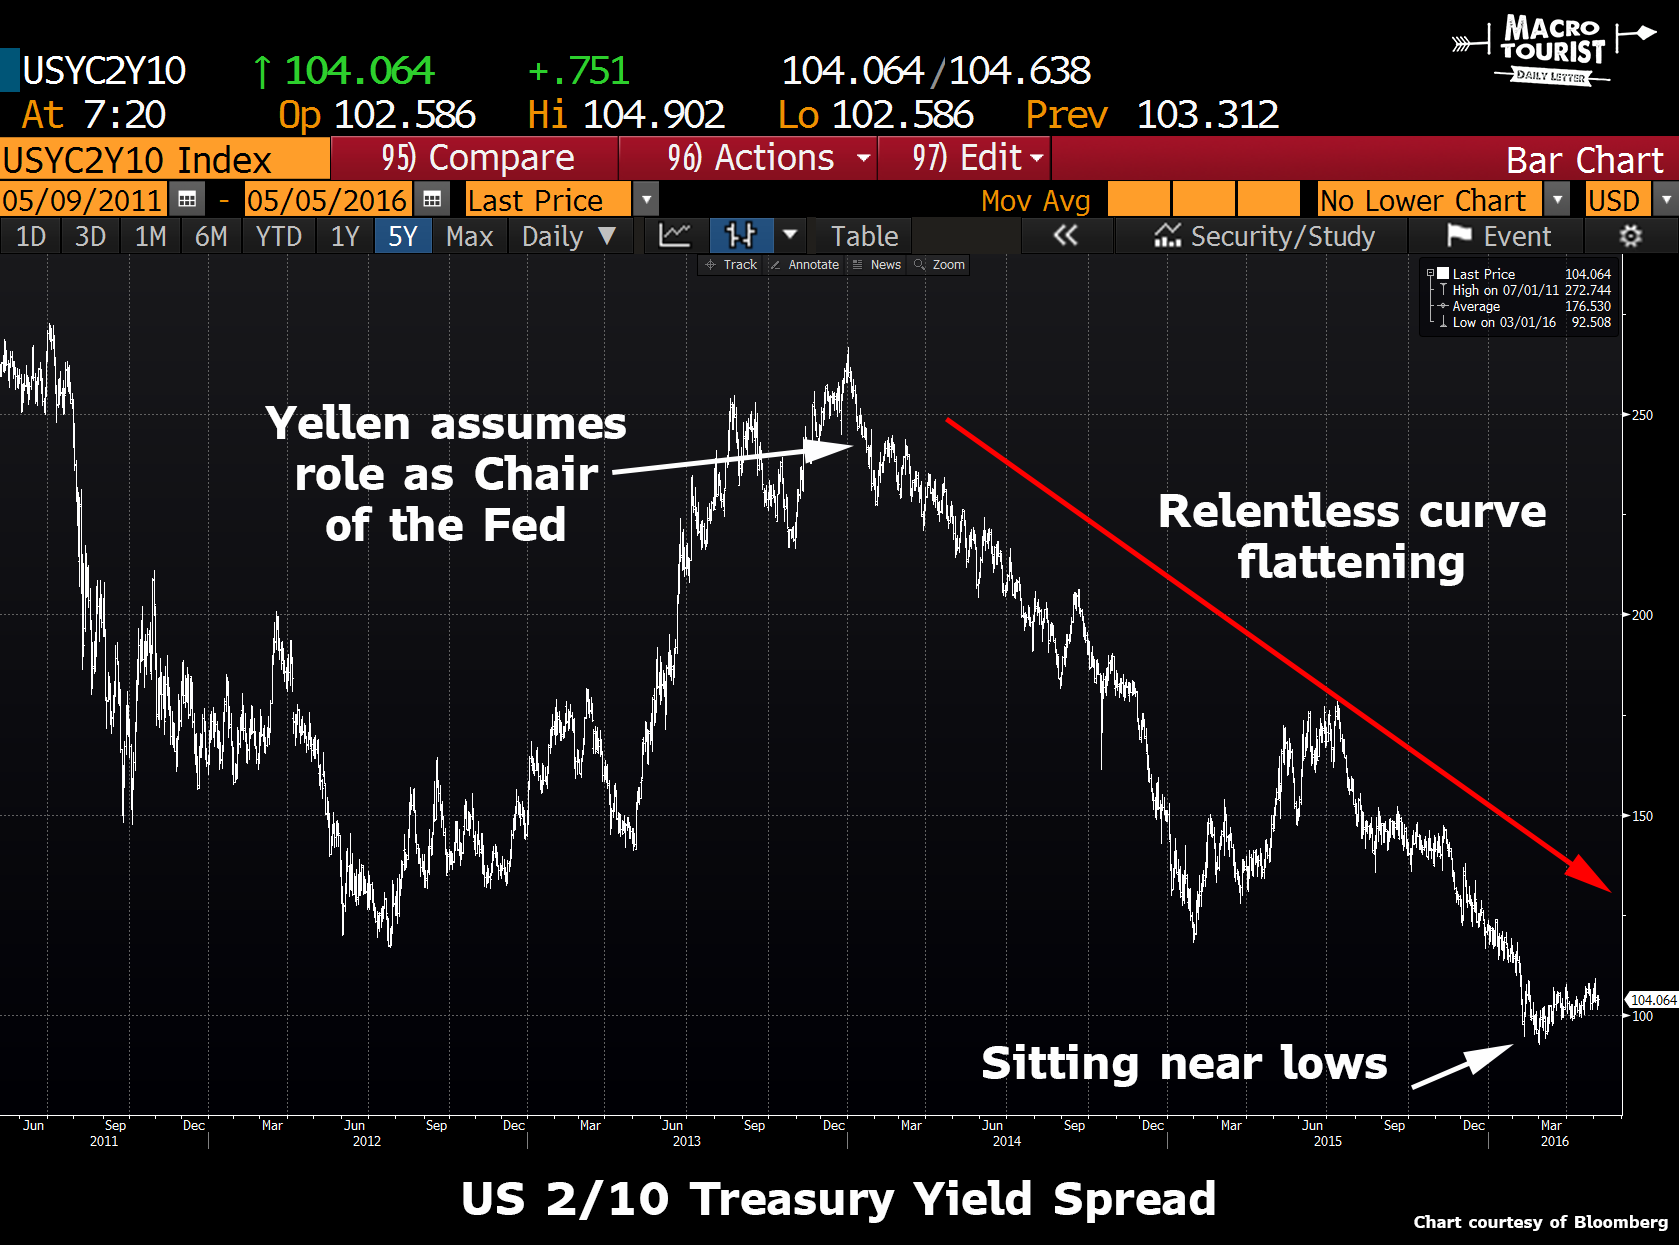 MACRO
TOURIST
DAILY LETTER
USYC2Y10 ↑ 104.064 +.751 104.064/104.638
At 7:20 Op 102.586 Hi 104.902 Lo 102.586 Prev 103.312
USYC2Y10 Index 95) Compare 96) Actions 97) Edit Bar Chart
05/09/2011 - 05/05/2016 Last Price Mov Avg No Lower Chart USD
1D 3D 1M 6M YTD 1Y 5Y Max Daily ▼ Table « Security/Study Event
Track Annotate News Zoom
Last Price 104.064
High on 07/01/11 272.744
Average 176.530
Low on 03/01/16 92.508
Yellen assumes
role as Chair
of the Fed
Relentless curve
flattening
Sitting near lows
250
200
150
104.064
100
Jun Sep Dec Mar Jun Sep Dec Mar Jun Sep Dec Mar Jun Sep Dec Mar Jun Sep Dec Mar
2011 2012 2013 2014 2015 2016
US 2/10 Treasury Yield Spread
Chart courtesy of Bloomberg